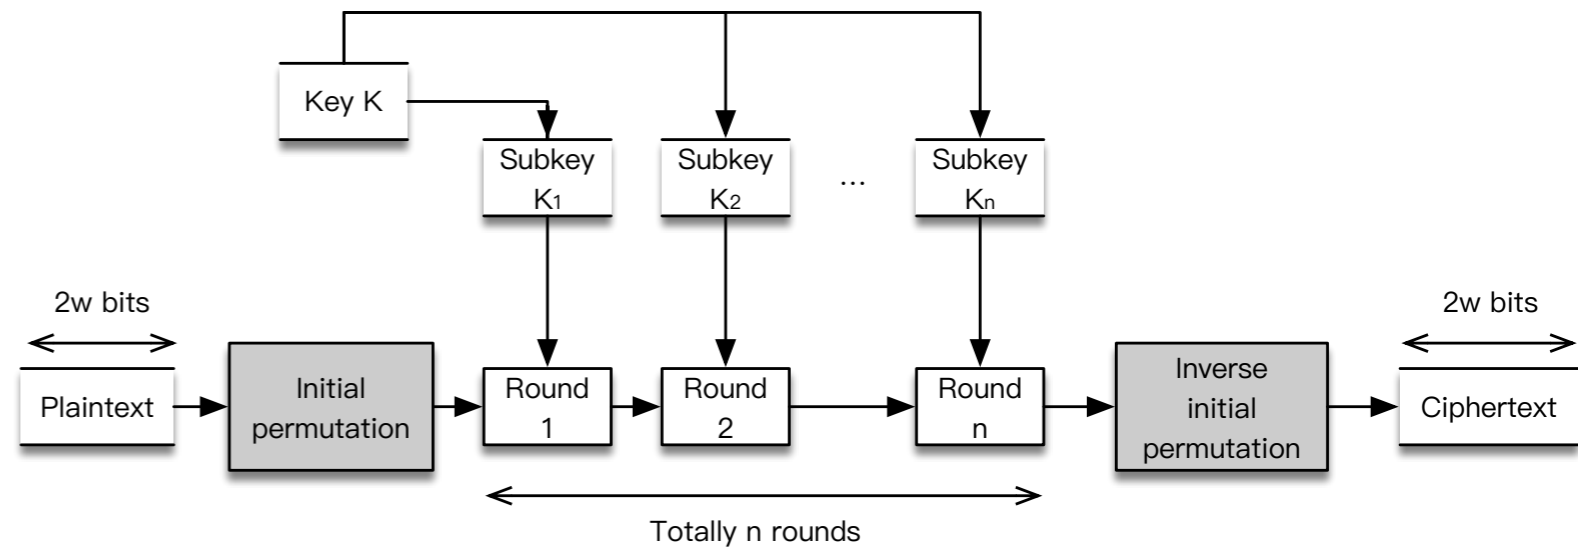 Key K
Subkey
K1
Subkey
K2
...
Subkey
Kn
2w bits
2w bits
Plaintext
Initial
permutation
Round
1
Round
2
Round
n
Inverse
initial
permutation
Ciphertext
Totally n rounds